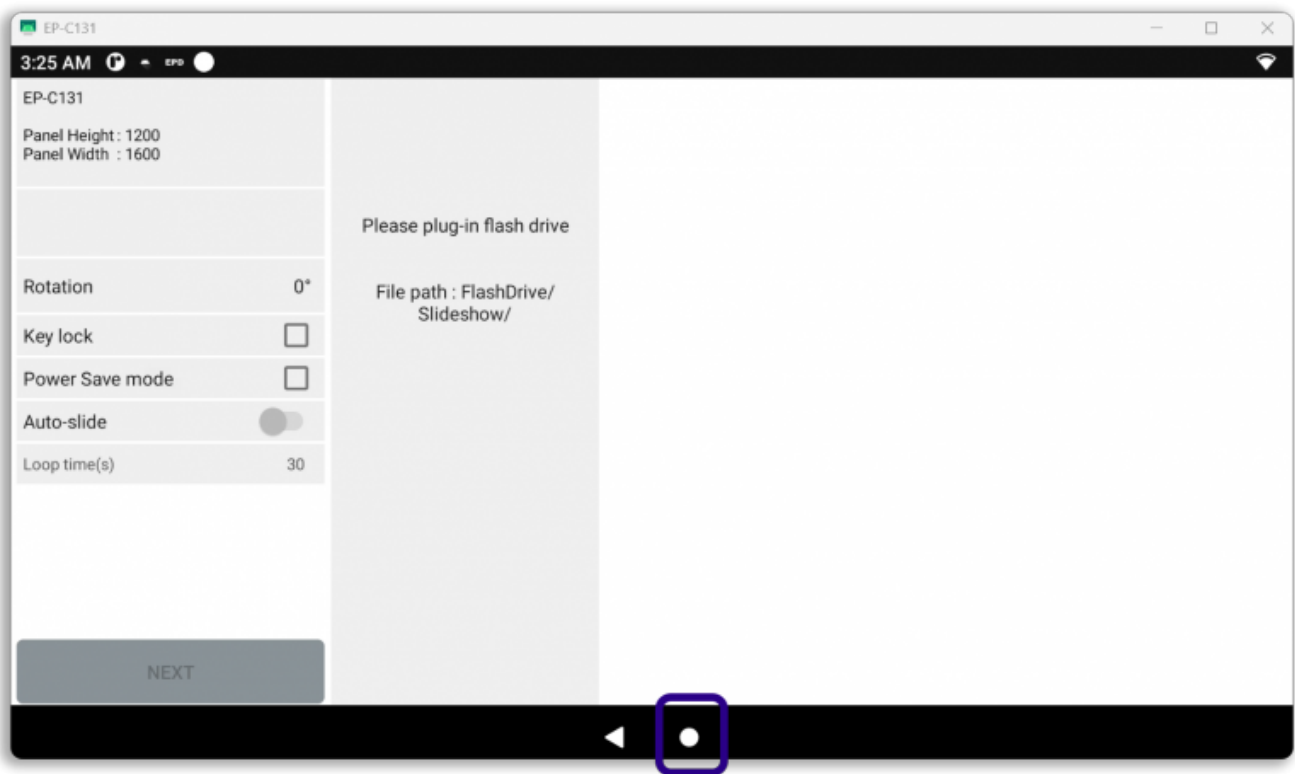 EP-C131
3:25 AM EPD
EP-C131
Panel Height : 1200
Panel Width : 1600
Please plug-in flash drive
File path : FlashDrive/
Slideshow/
Rotation 0°
Key lock
Power Save mode
Auto-slide
Loop time(s) 30
NEXT